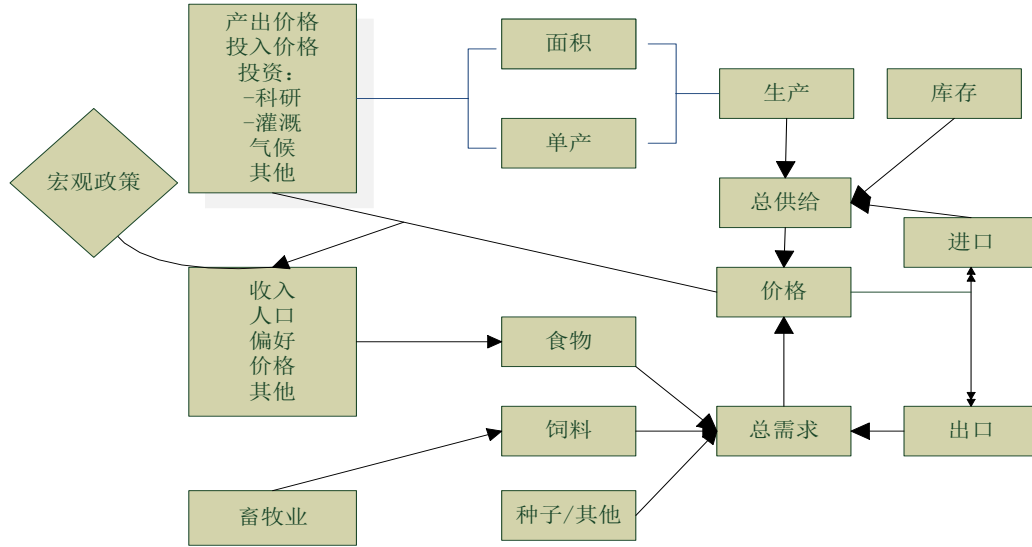 产出价格
投入价格
投资：
-科研
-灌溉
气候
其他
面积
单产
生产
库存
宏观政策
总供给
进口
价格
收入
人口
偏好
价格
其他
食物
饲料
总需求
出口
畜牧业
种子/其他